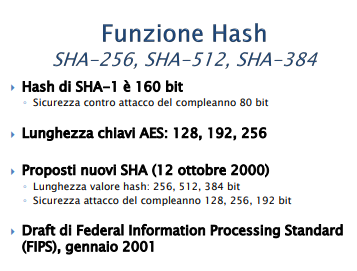 Funzione Hash
SHA-256, SHA-512, SHA-384
Hash di SHA-1 è 160 bit
Sicurezza contro attacco del compleanno 80 bit
Lunghezza chiavi AES: 128, 192, 256
Proposti nuovi SHA (12 ottobre 2000)
Lunghezza valore hash: 256, 512, 384 bit
Sicurezza attacco del compleanno 128, 256, 192 bit
Draft di Federal Information Processing Standard
(FIPS), gennaio 2001